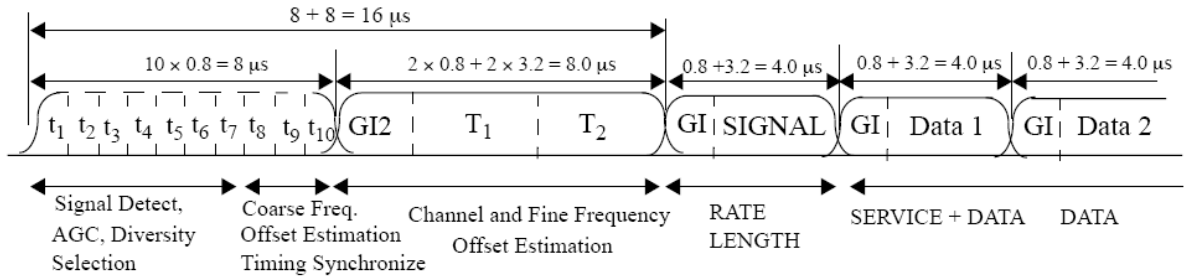 8 + 8 = 16 μs
10 × 0.8 = 8 μs
2 × 0.8 + 2 × 3.2 = 8.0 μs
0.8 +3.2 = 4.0 μs
0.8 + 3.2 = 4.0 μs
0.8 + 3.2 = 4.0 μs
t1 t2 t3 t4 t5 t6 t7 t8 t9 t10
GI2
T1
T2
GI SIGNAL
GI Data 1
GI Data 2
Signal Detect,
AGC, Diversity
Selection
Coarse Freq.
Offset Estimation
Timing Synchronize
Channel and Fine Frequency
Offset Estimation
RATE
LENGTH
SERVICE + DATA
DATA